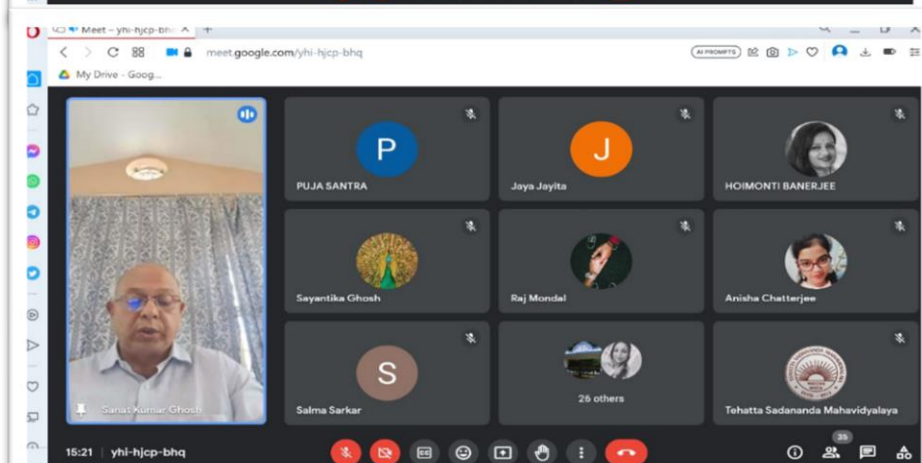 Meet – yhi-hjcp-bh
meet.google.com/yhi-hjcp-bhq
AI PROMPTS
My Drive - Goog...
P
PUJA SANTRA
J
Jaya Jayita
HOIMONTI BANERJEE
Sayantika Ghosh
Raj Mondal
Anisha Chatterjee
Sanat Kumar Ghosh
S
Salma Sarkar
26 others
Tehatta Sadananda Mahavidyalaya
15:21 | yhi-hjcp-bhq
35